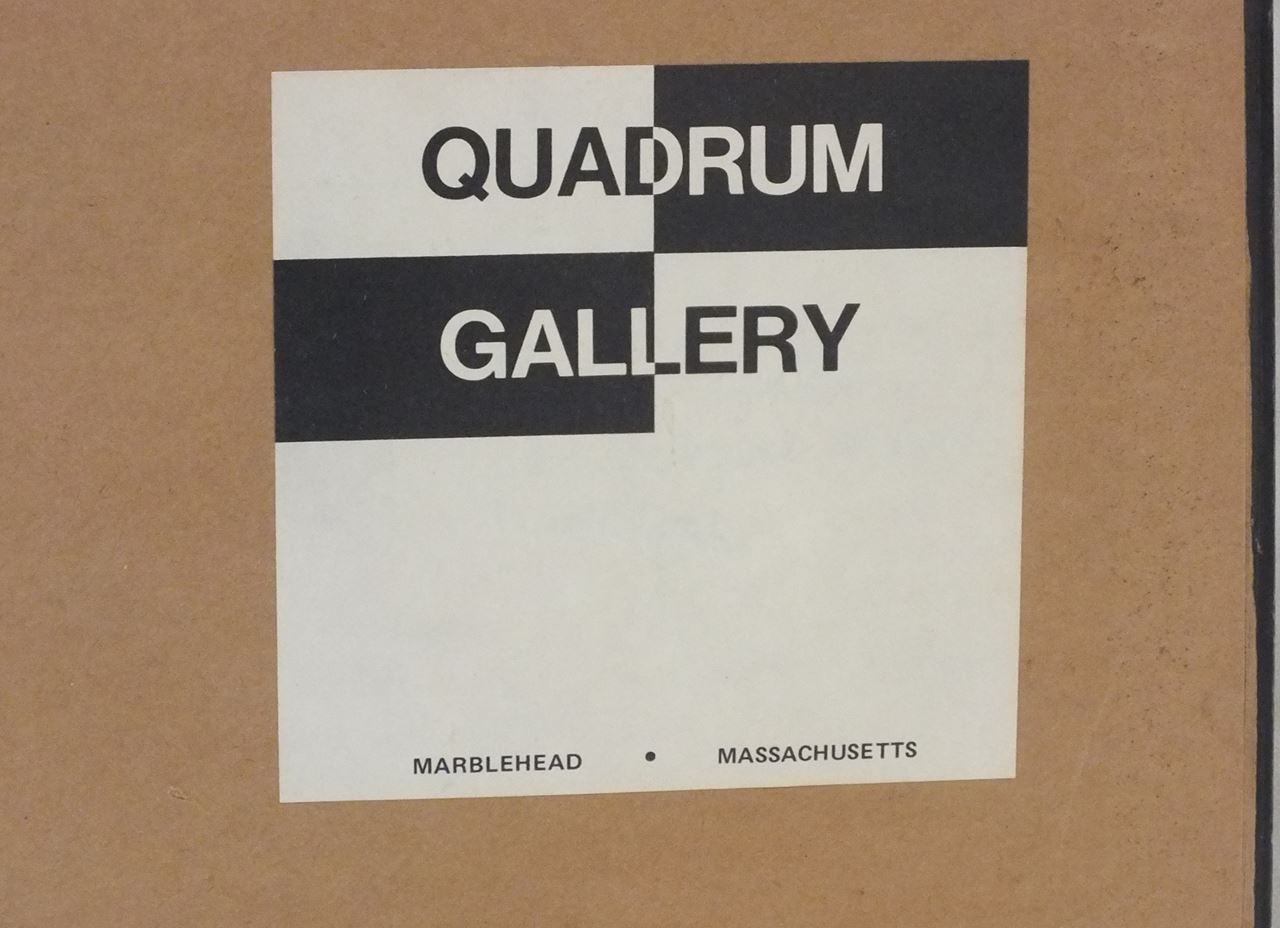 QUADRUM
GALLERY
MARBLEHEAD • MASSACHUSETTS